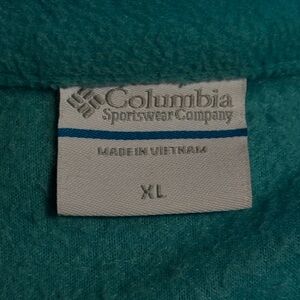 Columbia
Sportswear Company
MADE IN VIETNAM
XL